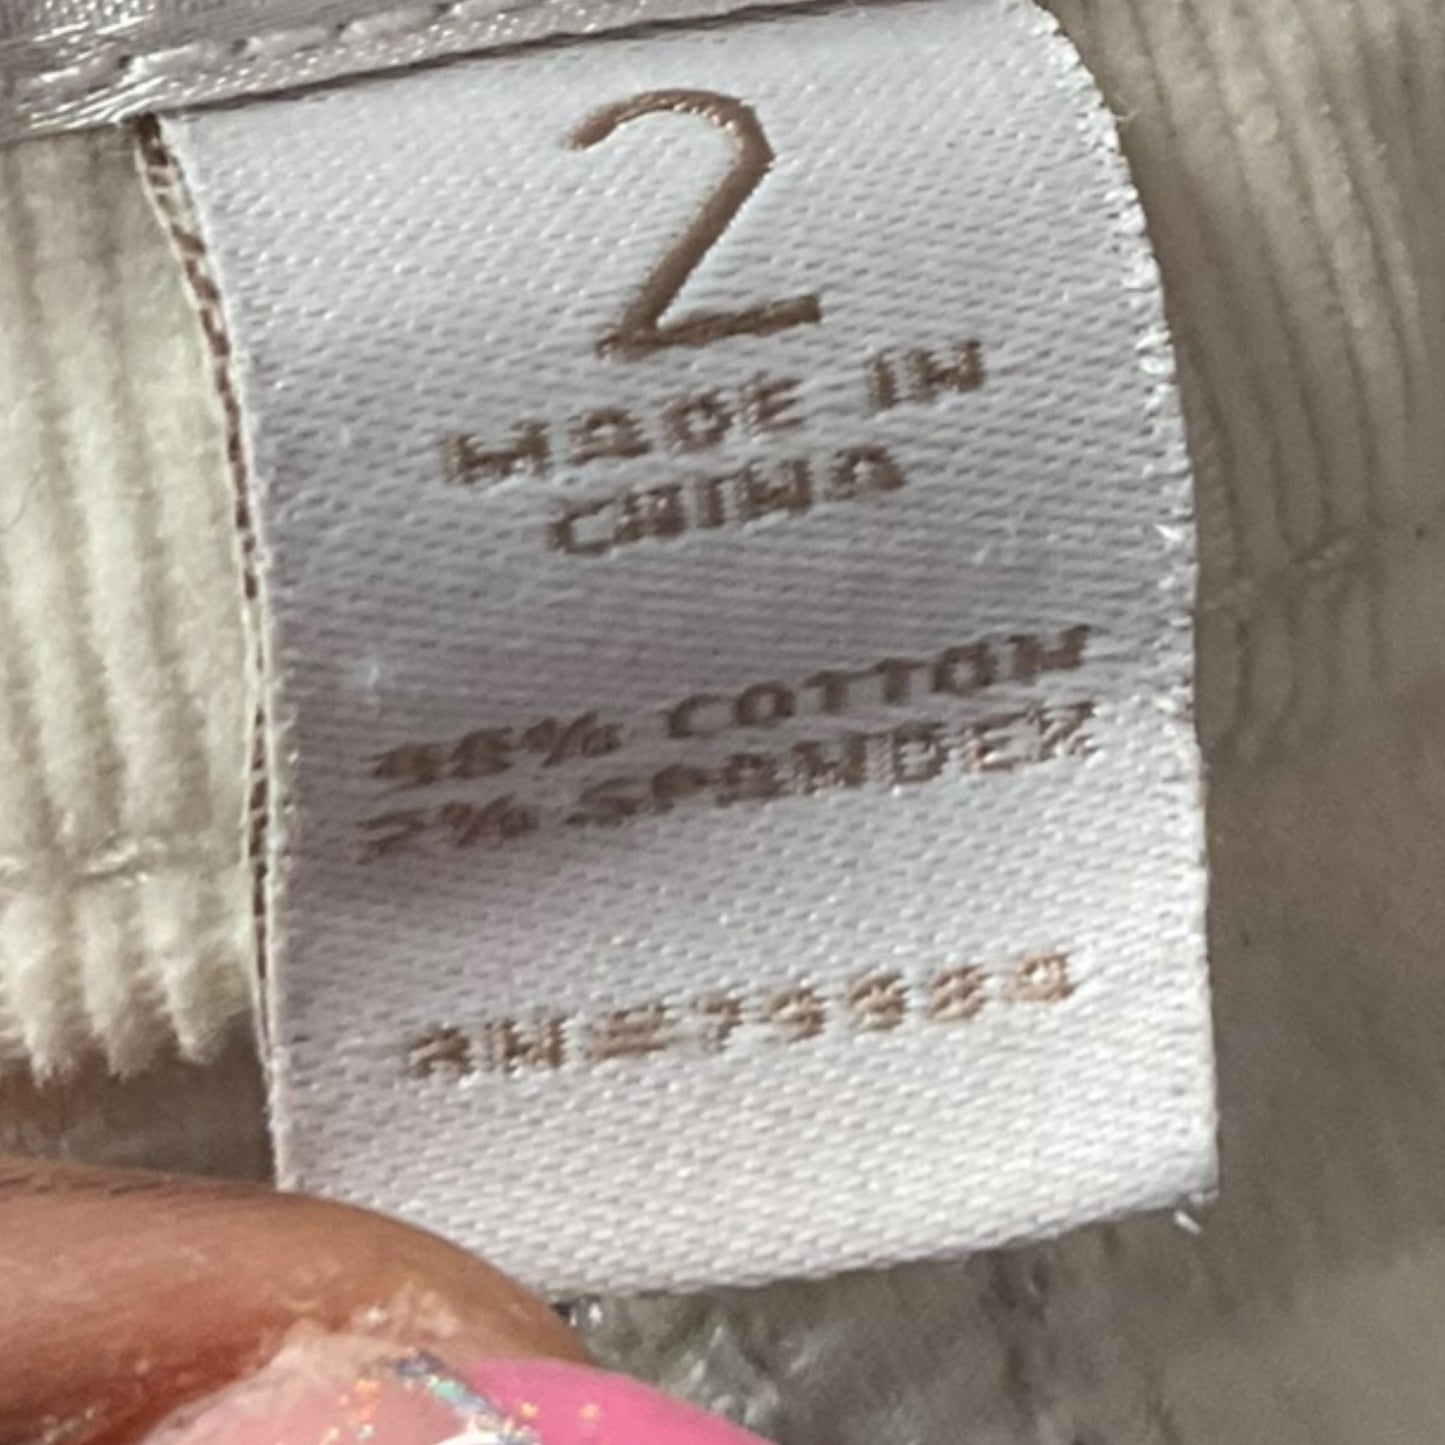 2
MADE IN
CHINA
98% COTTON
2% SPANDEX